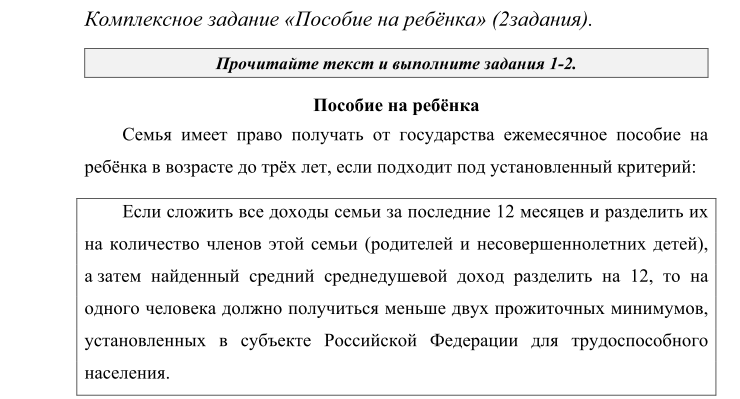 Комплексное задание «Пособие на ребёнка» (2задания).
Прочитайте текст и выполните задания 1-2.
Пособие на ребёнка
Семья имеет право получать от государства ежемесячное пособие на
ребёнка в возрасте до трёх лет, если подходит под установленный критерий:
Если сложить все доходы семьи за последние 12 месяцев и разделить их
на количество членов этой семьи (родителей и несовершеннолетних детей),
а затем найденный средний среднедушевой доход разделить на 12, то на
одного человека должно получиться меньше двух прожиточных минимумов,
установленных в субъекте Российской Федерации для трудоспособного
населения.